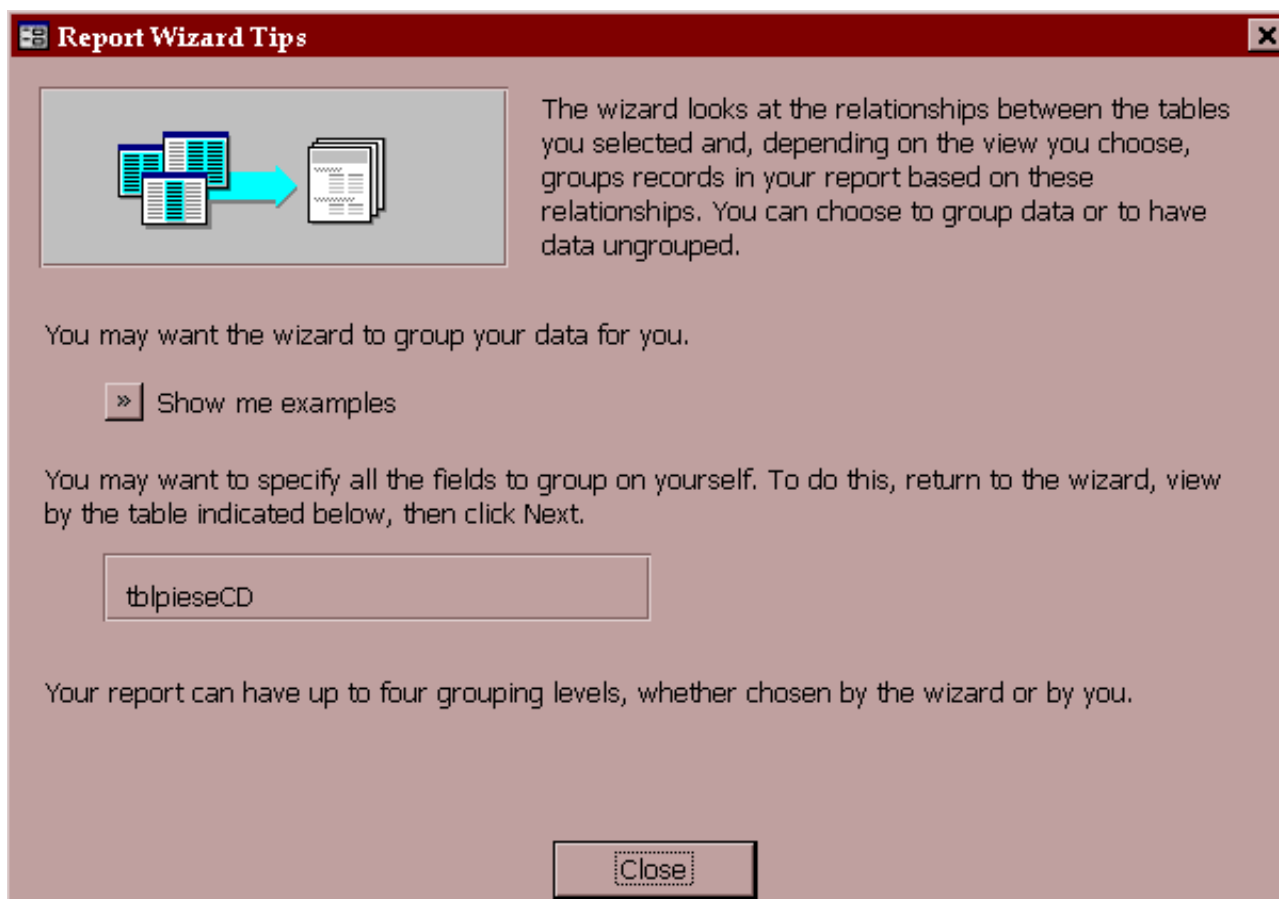 Report Wizard Tips
The wizard looks at the relationships between the tables
you selected and, depending on the view you choose,
groups records in your report based on these
relationships. You can choose to group data or to have
data ungrouped.
You may want the wizard to group your data for you.
» Show me examples
You may want to specify all the fields to group on yourself. To do this, return to the wizard, view
by the table indicated below, then click Next.
tblpieseCD
Your report can have up to four grouping levels, whether chosen by the wizard or by you.
Close